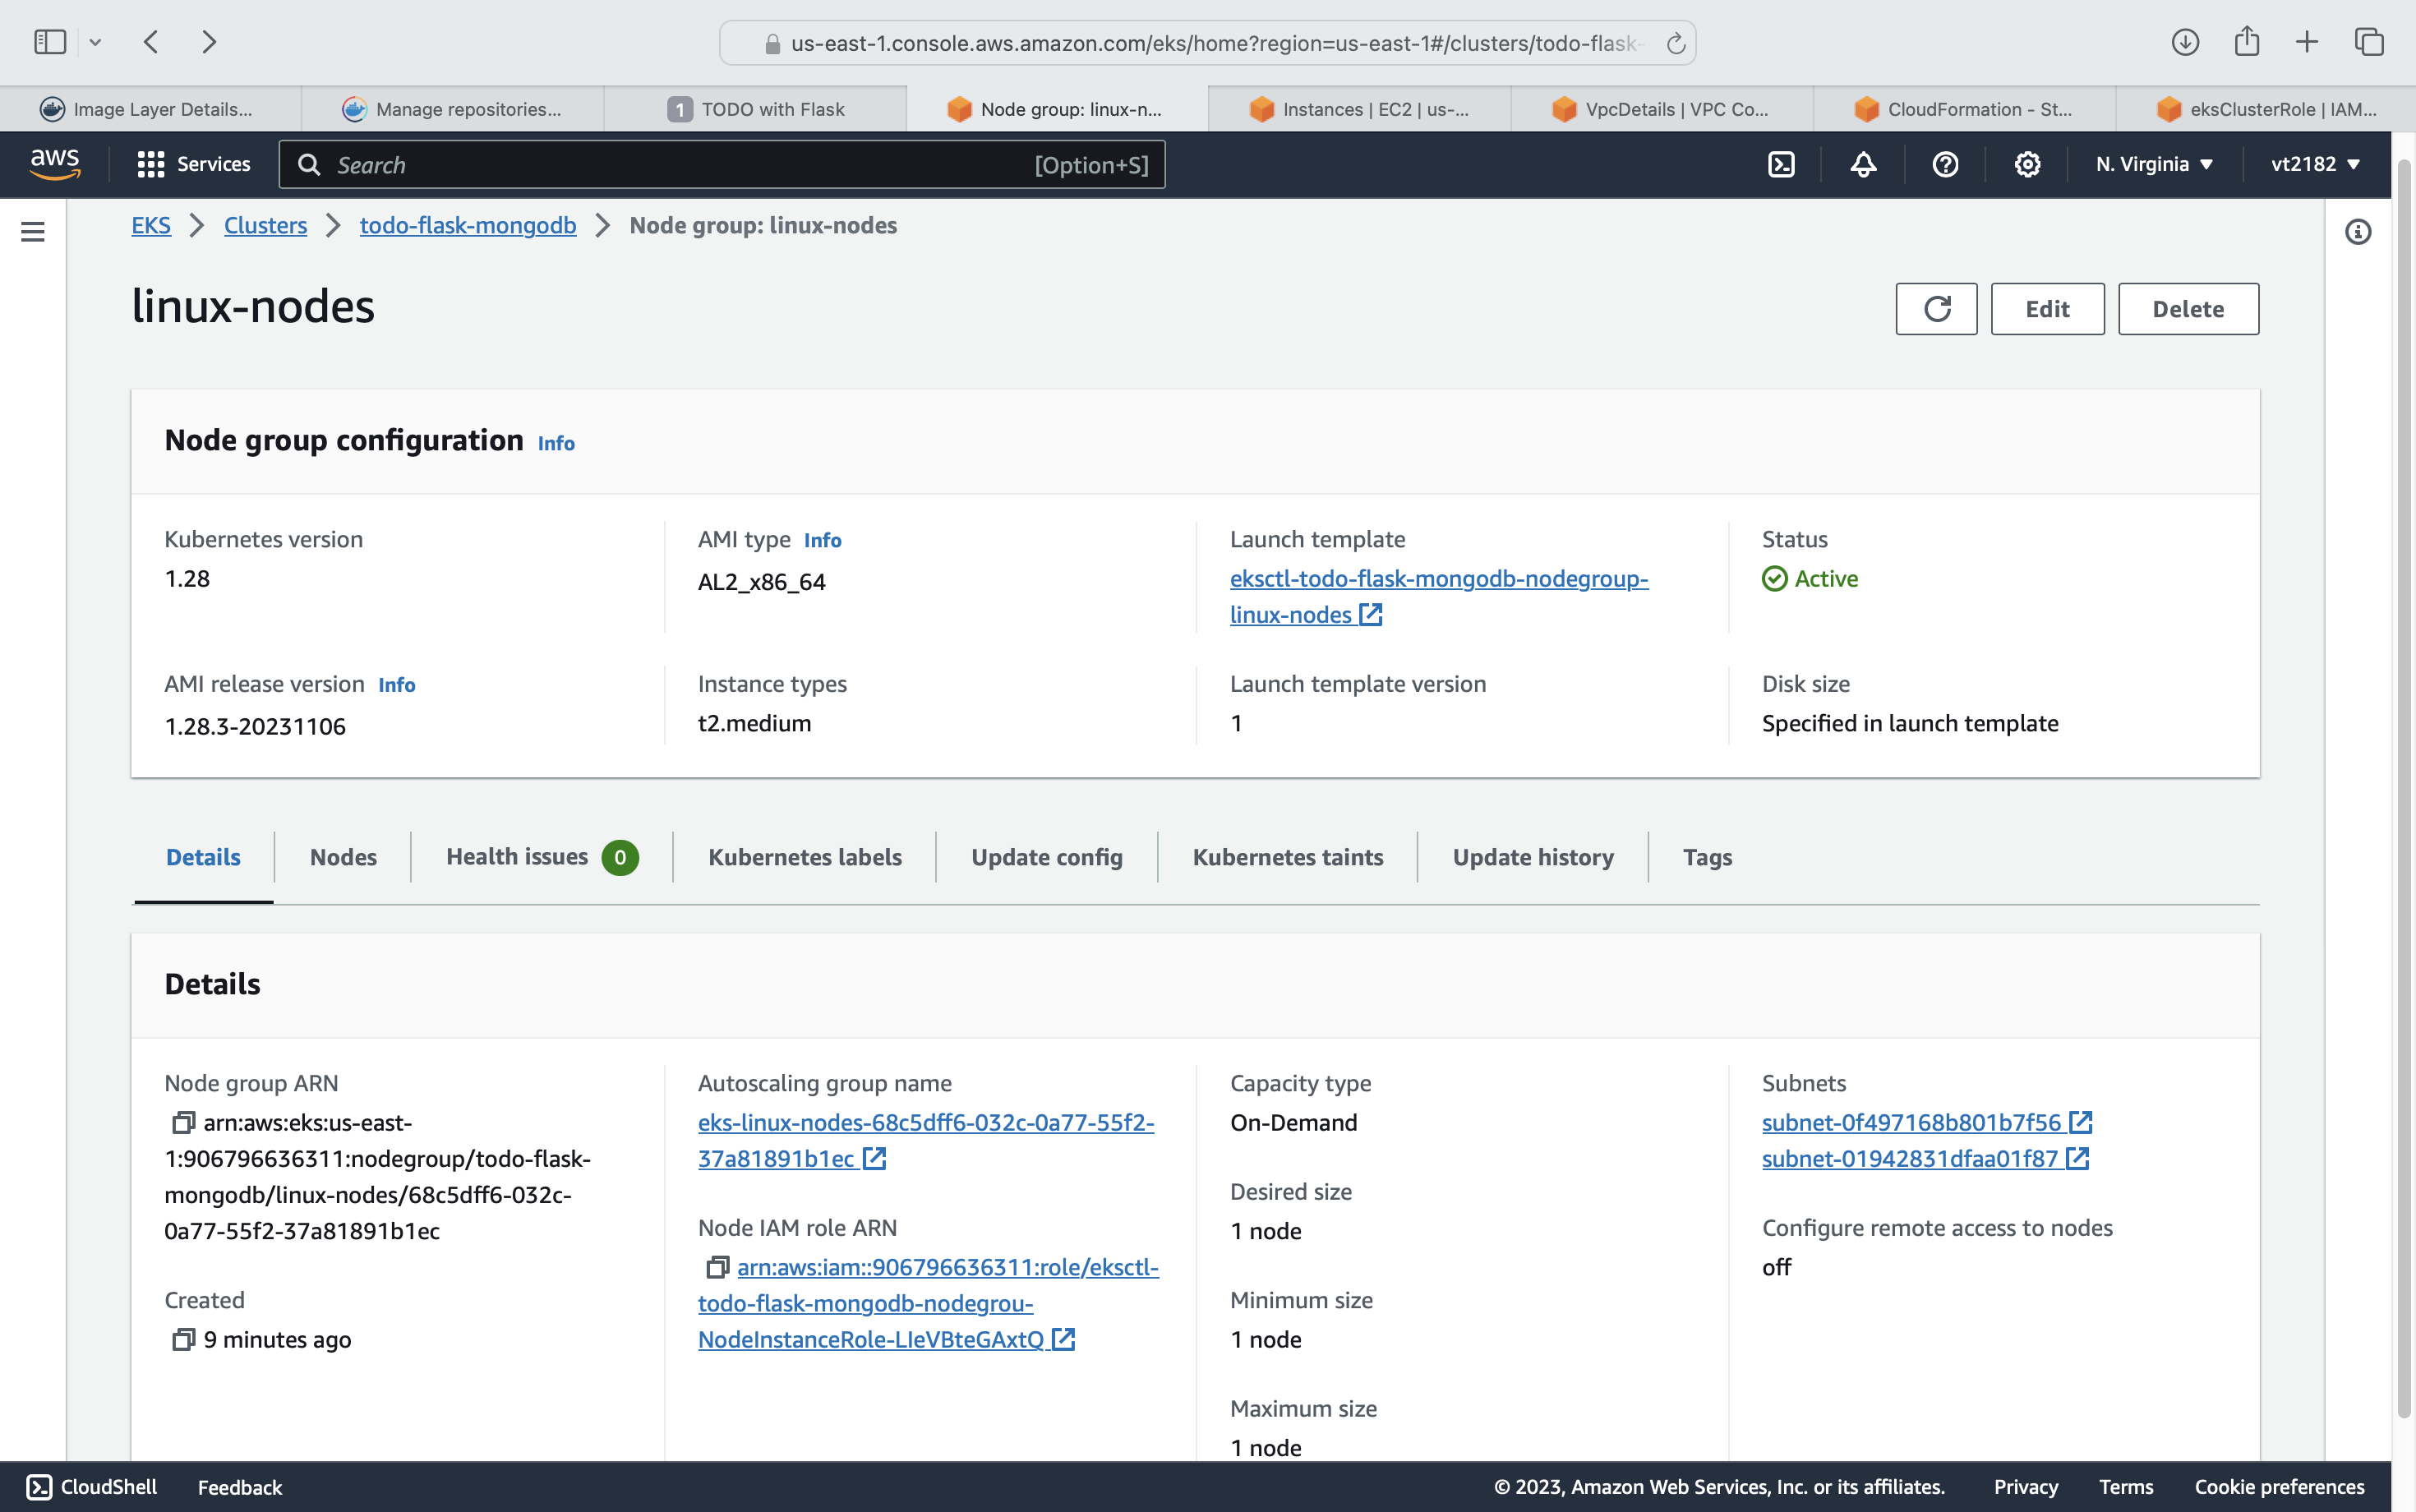 us-east-1.console.aws.amazon.com/eks/home?region=us-east-1#/clusters/todo-flask-
Image Layer Details...
Manage repositories...
1 TODO with Flask
Node group: linux-n...
Instances | EC2 | us-...
VpcDetails | VPC Co...
CloudFormation - St...
eksClusterRole | IAM...
aws
Services
Search
[Option+S]
N. Virginia
vt2182
EKS
Clusters
todo-flask-mongodb
Node group: linux-nodes
linux-nodes
Edit
Delete
Node group configuration Info
Kubernetes version
1.28
AMI type Info
AL2_x86_64
Launch template
eksctl-todo-flask-mongodb-nodegroup-
linux-nodes
Status
Active
AMI release version Info
1.28.3-20231106
Instance types
t2.medium
Launch template version
1
Disk size
Specified in launch template
Details
Nodes
Health issues 0
Kubernetes labels
Update config
Kubernetes taints
Update history
Tags
Details
Node group ARN
arn:aws:eks:us-east-
1:906796636311:nodegroup/todo-flask-
mongodb/linux-nodes/68c5dff6-032c-
0a77-55f2-37a81891b1ec
Created
9 minutes ago
Autoscaling group name
eks-linux-nodes-68c5dff6-032c-0a77-55f2-
37a81891b1ec
Node IAM role ARN
arn:aws:iam::906796636311:role/eksctl-
todo-flask-mongodb-nodegrou-
NodeInstanceRole-LIeVBteGAxtQ
Capacity type
On-Demand
Desired size
1 node
Minimum size
1 node
Maximum size
1 node
Subnets
subnet-0f497168b801b7f56
subnet-01942831dfaa01f87
Configure remote access to nodes
off
CloudShell
Feedback
© 2023, Amazon Web Services, Inc. or its affiliates.
Privacy
Terms
Cookie preferences